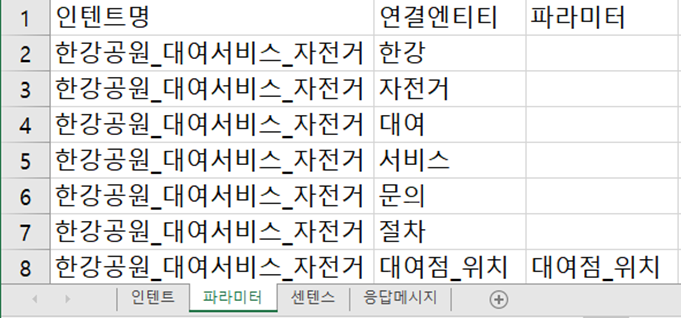 1 인텐트명 연결엔티티 파라미터
2 한강공원_대여서비스_자전거 한강
3 한강공원_대여서비스_자전거 자전거
4 한강공원_대여서비스_자전거 대여
5 한강공원_대여서비스_자전거 서비스
6 한강공원_대여서비스_자전거 문의
7 한강공원_대여서비스_자전거 절차
8 한강공원_대여서비스_자전거 대여점_위치 대여점_위치
인텐트 파라미터 센텐스 응답메시지